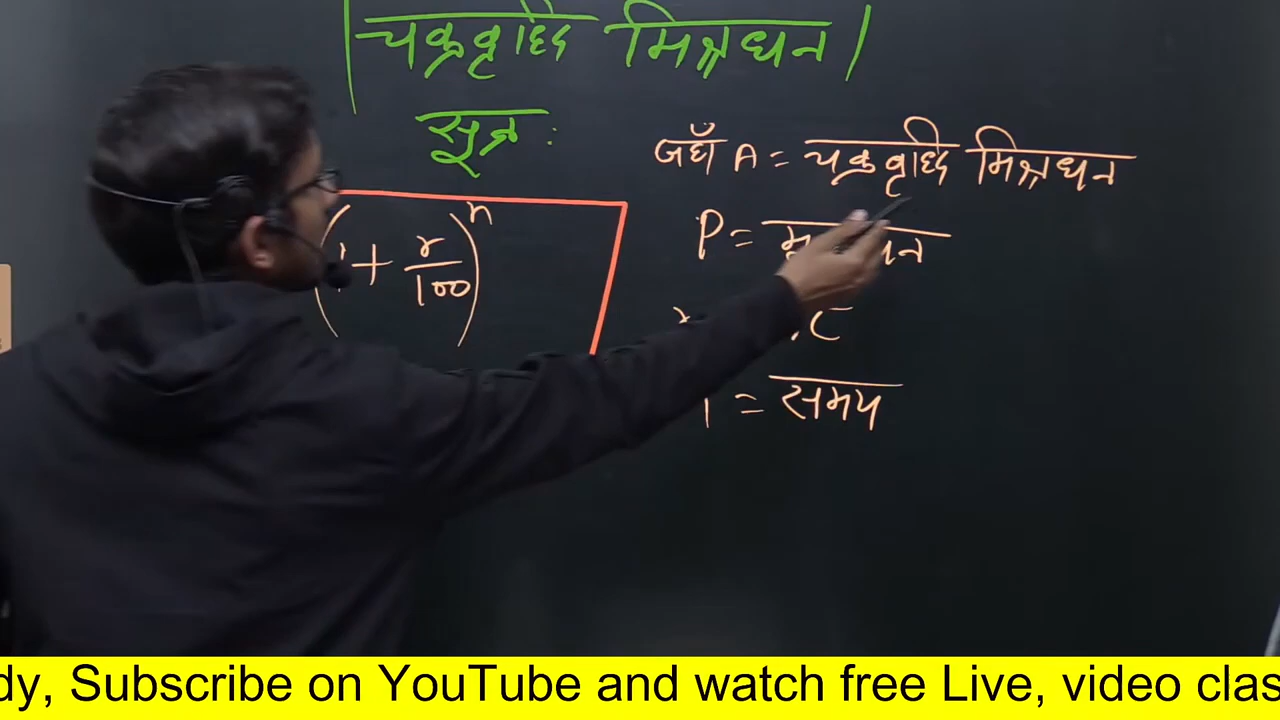 चक्रवृद्धि मिश्रधन
सूत्र :
(1 + r/100)^n
जहाँ A = चक्रवृद्धि मिश्रधन
P =
= समय
dy, Subscribe on YouTube and watch free Live, video clas